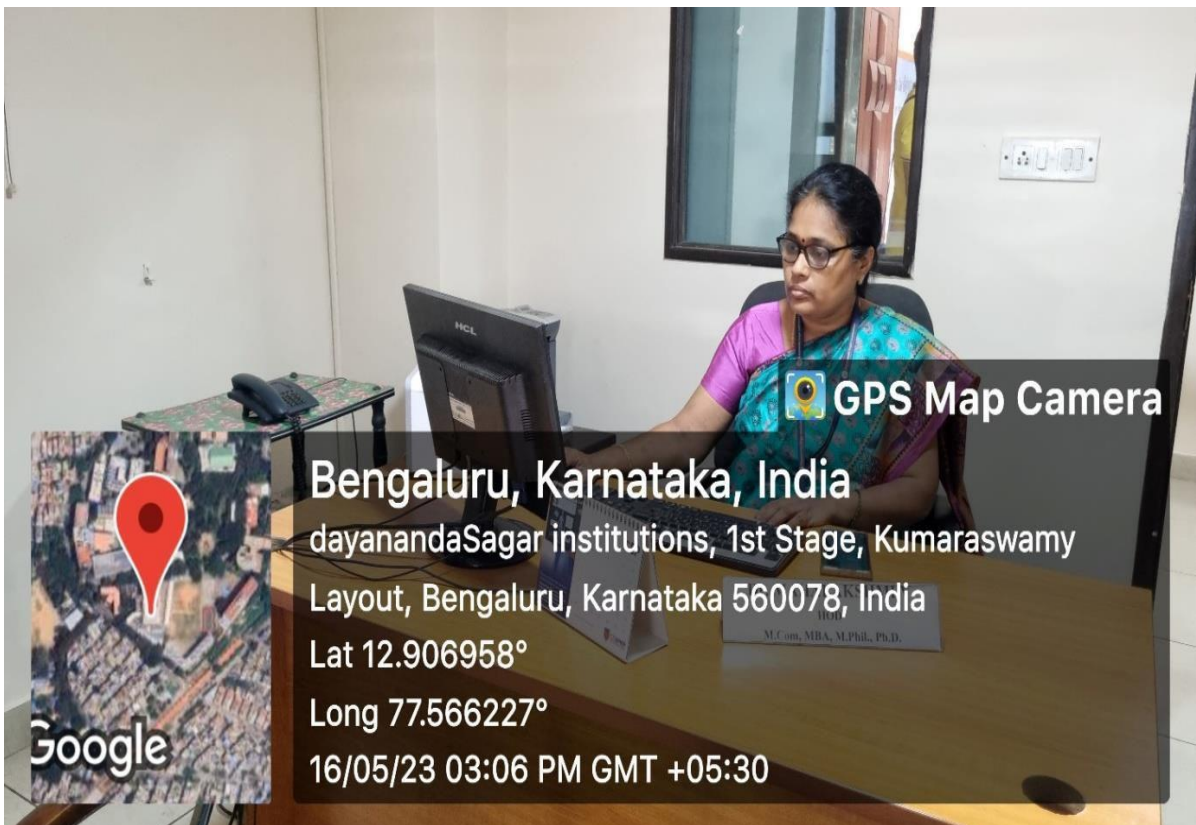 HCL
GPS Map Camera
Bengaluru, Karnataka, India
dayanandaSagar institutions, 1st Stage, Kumaraswamy
Layout, Bengaluru, Karnataka 560078, India
Lat 12.906958°
Long 77.566227°
16/05/23 03:06 PM GMT +05:30
Google
HOD
M.Com, MBA, M.Phil., Ph.D.